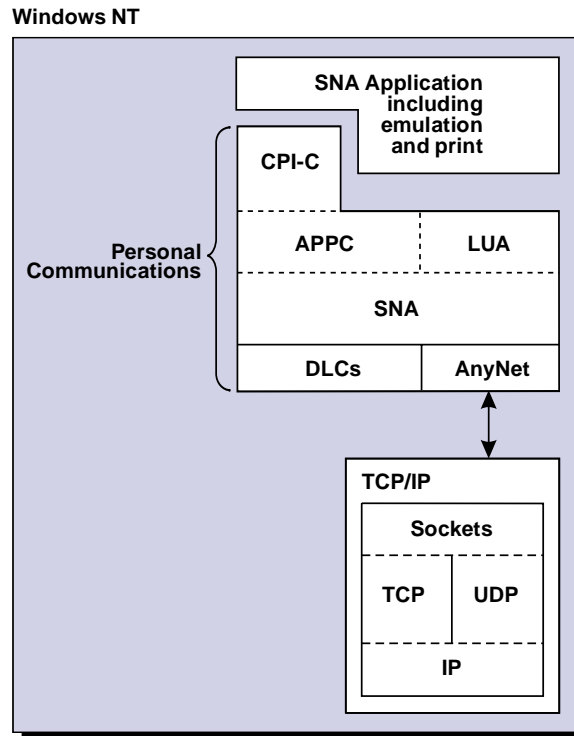 Windows NT
SNA Application
including
emulation
and print
CPI-C
Personal
Communications
APPC
LUA
SNA
DLCs
AnyNet
TCP/IP
Sockets
TCP
UDP
IP